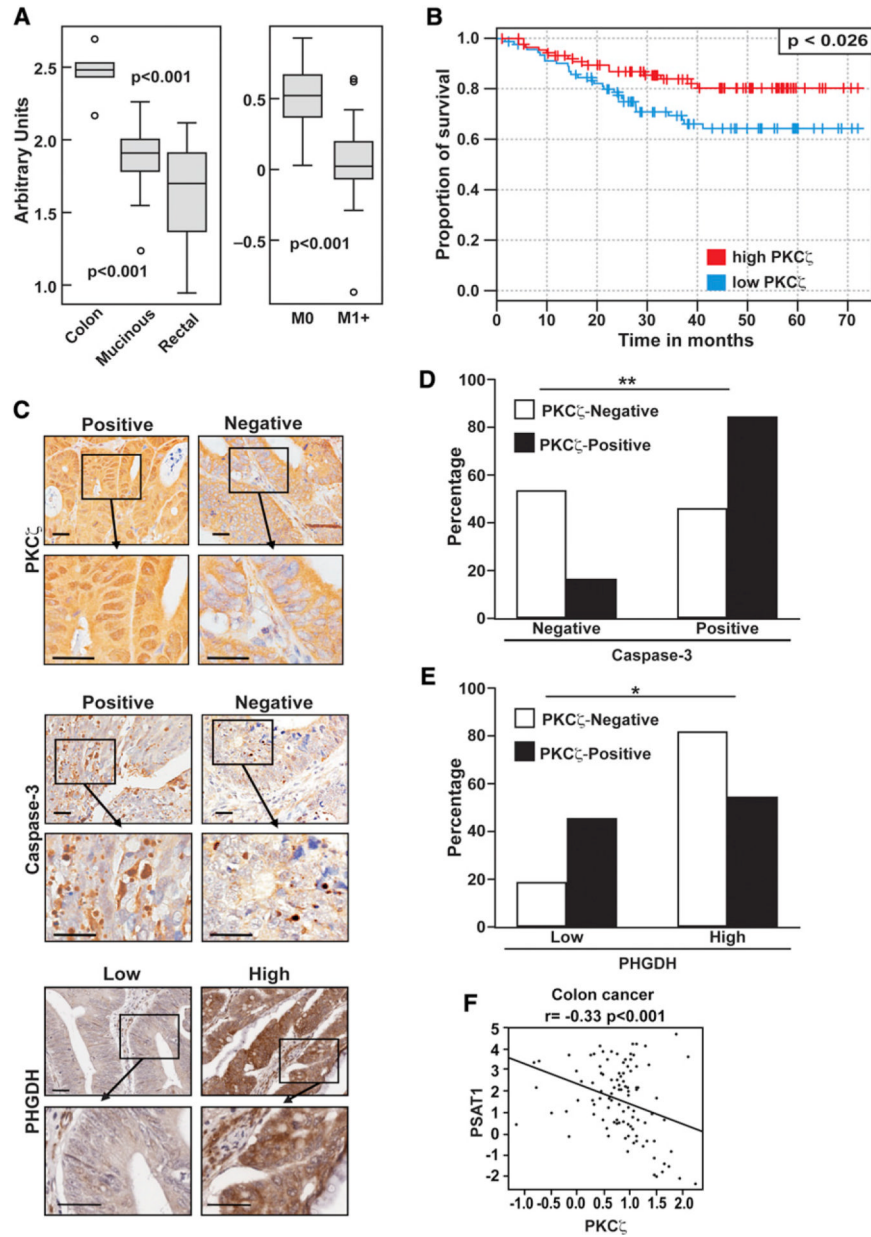 A
Arbitrary Units
2.5
2.0
1.5
1.0
p<0.001
p<0.001
Colon
Mucinous
Rectal
0.5
0
−0.5
p<0.001
M0
M1+
B
Proportion of survival
1.0
0.8
0.6
0.4
0.2
0.0
p < 0.026
high PKCζ
low PKCζ
0
10
20
30
40
50
60
70
Time in months
C
Positive
Negative
PKCζ
Positive
Negative
Caspase-3
Low
High
PHGDH
D
Percentage
100
80
60
40
20
0
**
PKCζ-Negative
PKCζ-Positive
Negative
Positive
Caspase-3
E
Percentage
100
80
60
40
20
0
*
PKCζ-Negative
PKCζ-Positive
Low
High
PHGDH
F
Colon cancer
r= -0.33 p<0.001
PSAT1
5
4
3
2
1
0
-1
-2
-1.0
-0.5
0.0
0.5
1.0
1.5
2.0
PKCζ